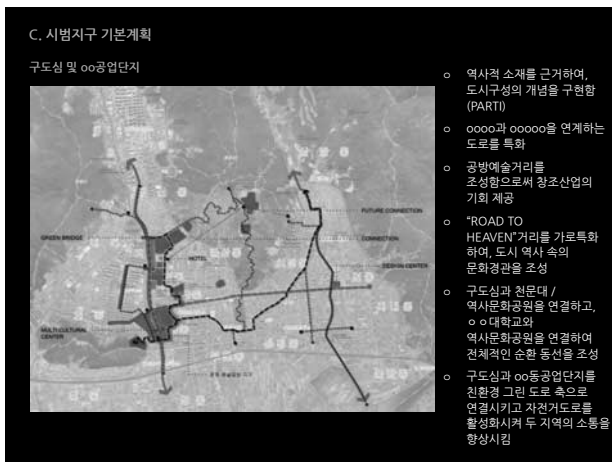 C. 시범지구 기본계획
구도심 및 oo공업단지
FUTURE CONNECTION
GREEN BRIDGE
CONNECTION
HOTEL
DESIGN CENTER
MULTI CULTURAL
CENTER
역사적 소재를 근거하여,
도시구성의 개념을 구현함
(PARTI)
oooo과 ooooo을 연계하는
도로를 특화
공방예술거리를
조성함으로써 창조산업의
기회 제공
“ROAD TO
HEAVEN”거리를 가로특화
하여, 도시 역사 속의
문화경관을 조성
구도심과 천문대 /
역사문화공원을 연결하고,
ㅇㅇ대학교와
역사문화공원을 연결하여
전체적인 순환 동선을 조성
구도심과 oo동공업단지를
친환경 그린 도로 축으로
연결시키고 자전거도로를
활성화시켜 두 지역의 소통을
향상시킴